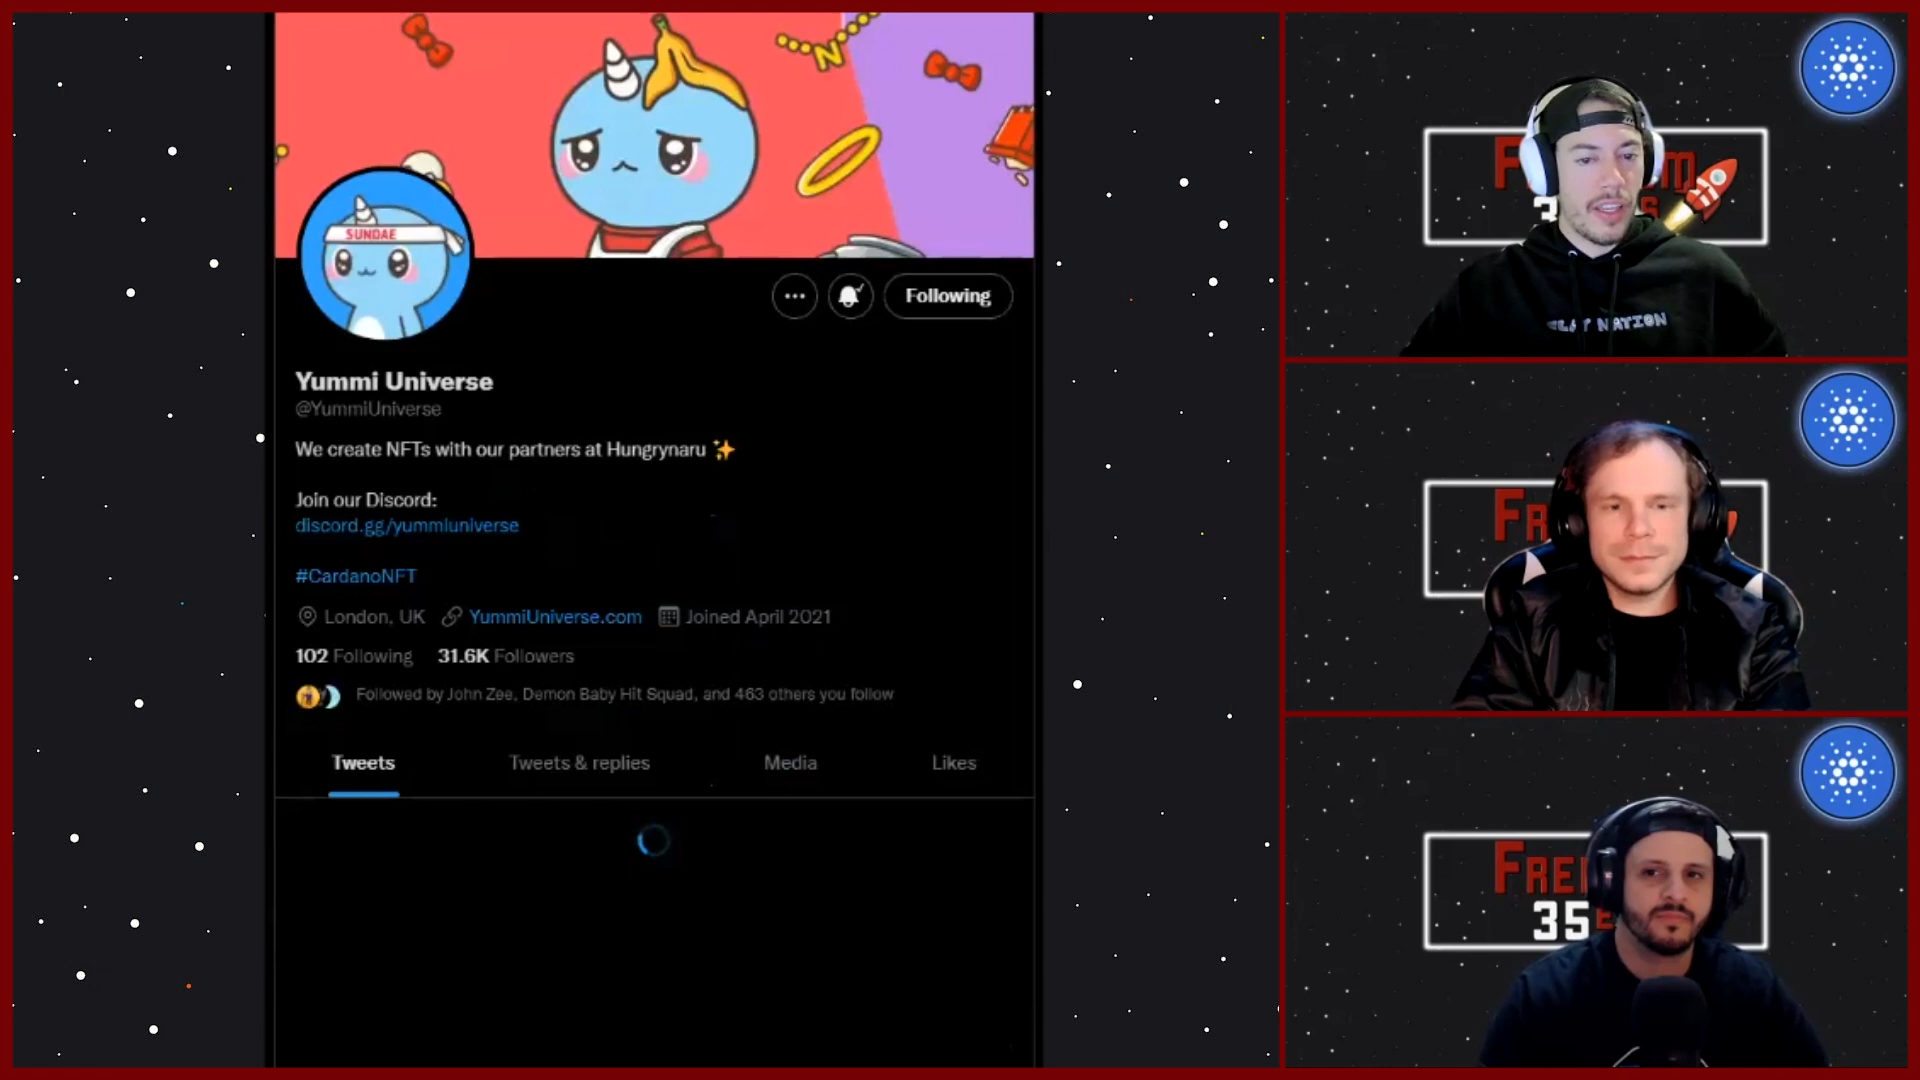 N
SUNDAE
Following
Yummi Universe
@YummiUniverse
We create NFTs with our partners at Hungrynaru ✨
Join our Discord:
discord.gg/yummiuniverse
#CardanoNFT
London, UK YummiUniverse.com Joined April 2021
102 Following 31.6K Followers
Followed by John Zee, Demon Baby Hit Squad, and 463 others you follow
Tweets Tweets & replies Media Likes
NATION
35